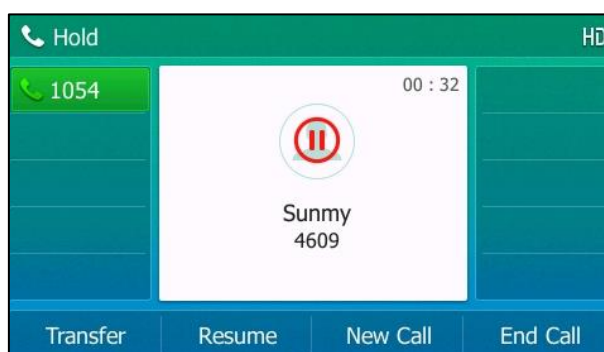 Hold
HD
1054
00 : 32
Sunmy
4609
Transfer Resume New Call End Call